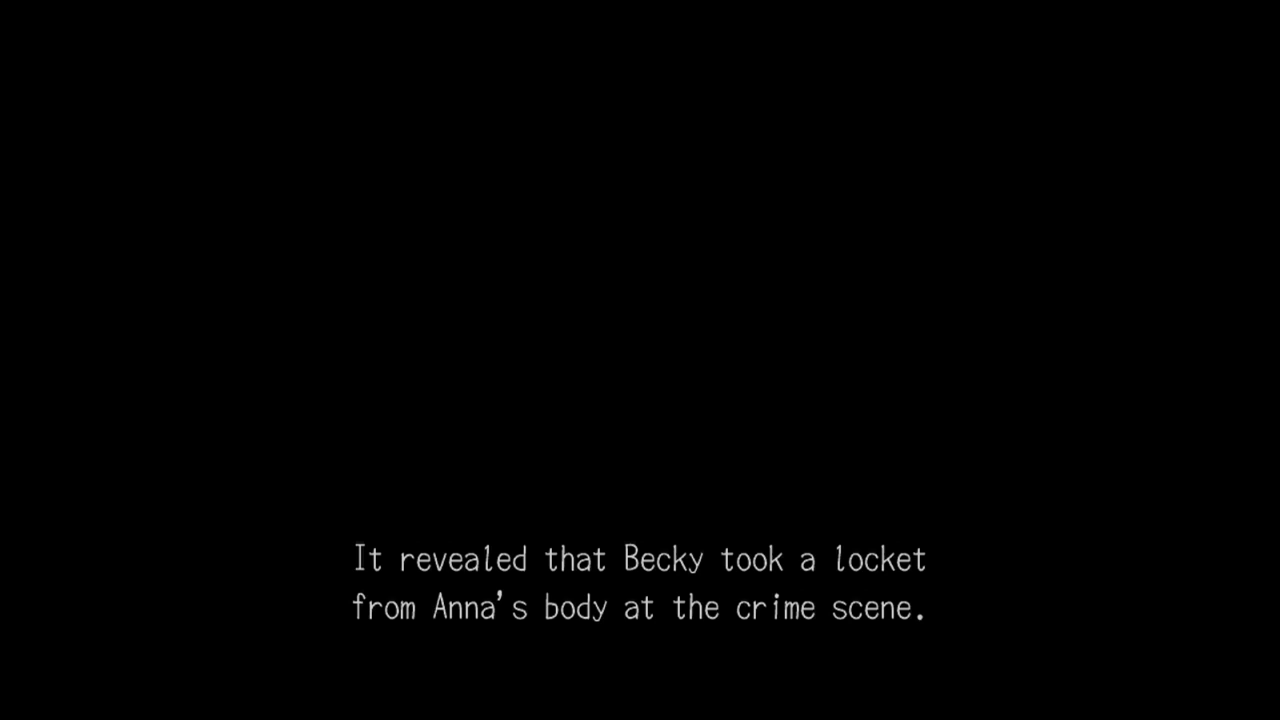 It revealed that Becky took a locket
from Anna's body at the crime scene.